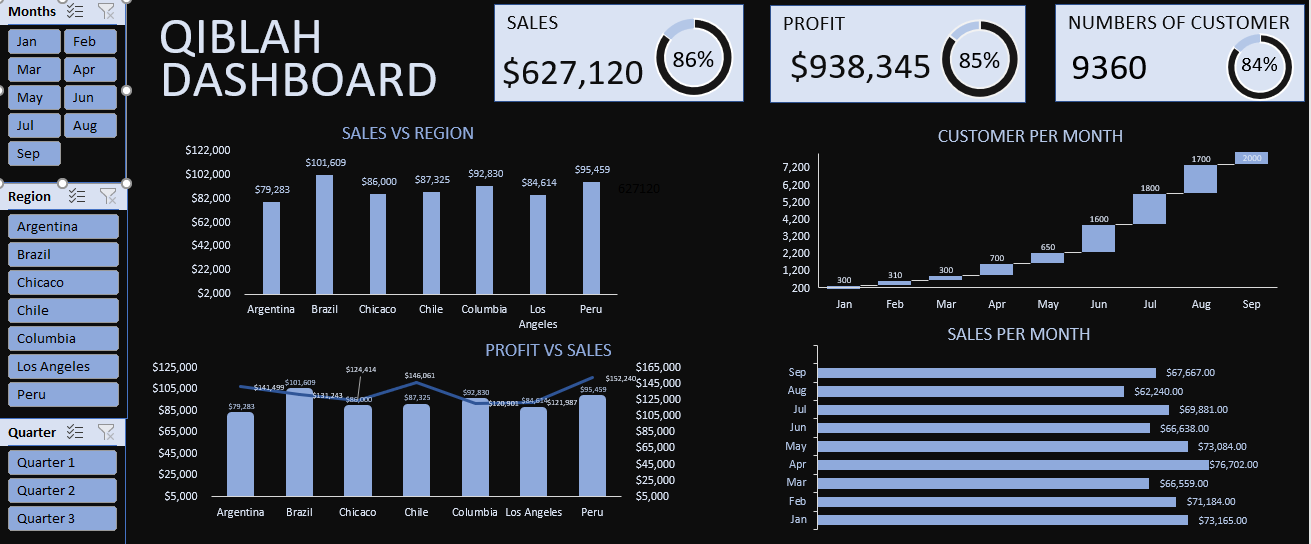 Months
Jan Feb
Mar Apr
May Jun
Jul Aug
Sep
Region
Argentina
Brazil
Chicaco
Chile
Columbia
Los Angeles
Peru
Quarter
Quarter 1
Quarter 2
Quarter 3
QIBLAH
DASHBOARD
SALES
$627,120
86%
PROFIT
$938,345
85%
NUMBERS OF CUSTOMER
9360
84%
SALES VS REGION
$122,000
$102,000
$82,000
$62,000
$42,000
$22,000
$2,000
$79,283
$101,609
$86,000
$87,325
$92,830
$84,614
$95,459
627120
Argentina Brazil Chicaco Chile Columbia Los Peru
Angeles
CUSTOMER PER MONTH
7,200
6,200
5,200
4,200
3,200
2,200
1,200
200
300
310
300
700
650
1600
1800
1700
2000
Jan Feb Mar Apr May Jun Jul Aug Sep
PROFIT VS SALES
$125,000
$105,000
$85,000
$65,000
$45,000
$25,000
$5,000
$79,283
$101,609
$86,000
$87,325
$92,830
$84,614
$95,459
$141,499
$131,243
$124,414
$146,061
$120,901
$121,987
$152,240
$165,000
$145,000
$125,000
$105,000
$85,000
$65,000
$45,000
$25,000
$5,000
Argentina Brazil Chicaco Chile Columbia Los Angeles Peru
SALES PER MONTH
Sep $67,667.00
Aug $62,240.00
Jul $69,881.00
Jun $66,638.00
May $73,084.00
Apr $76,702.00
Mar $66,559.00
Feb $71,184.00
Jan $73,165.00